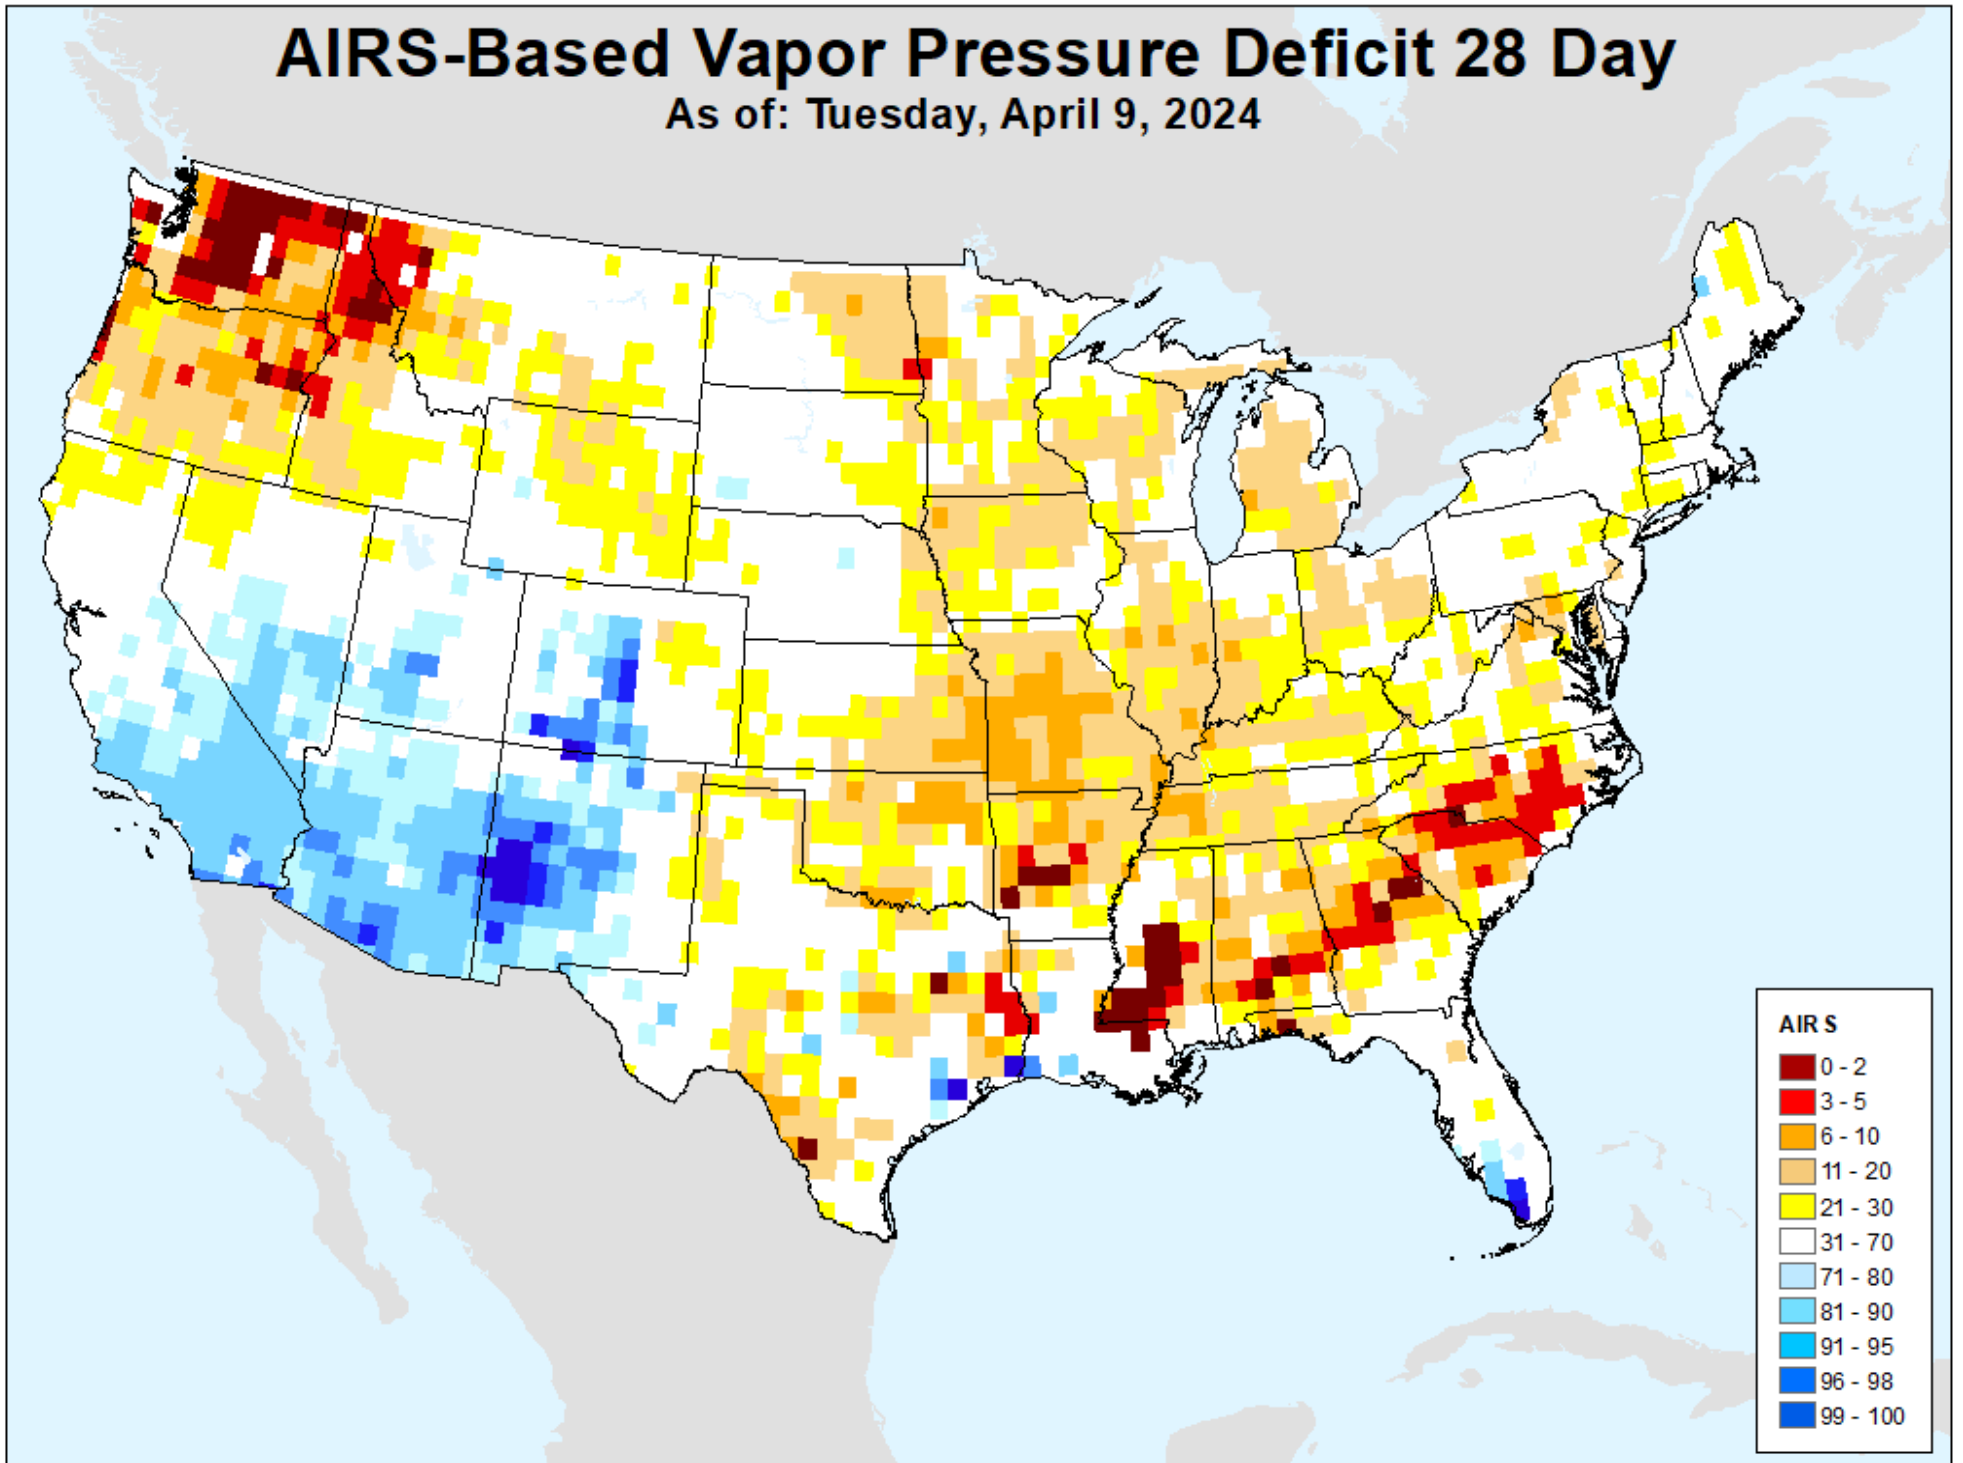 AIRS-Based Vapor Pressure Deficit 28 Day
As of: Tuesday, April 9, 2024
AIRS
0 - 2
3 - 5
6 - 10
11 - 20
21 - 30
31 - 70
71 - 80
81 - 90
91 - 95
96 - 98
99 - 100